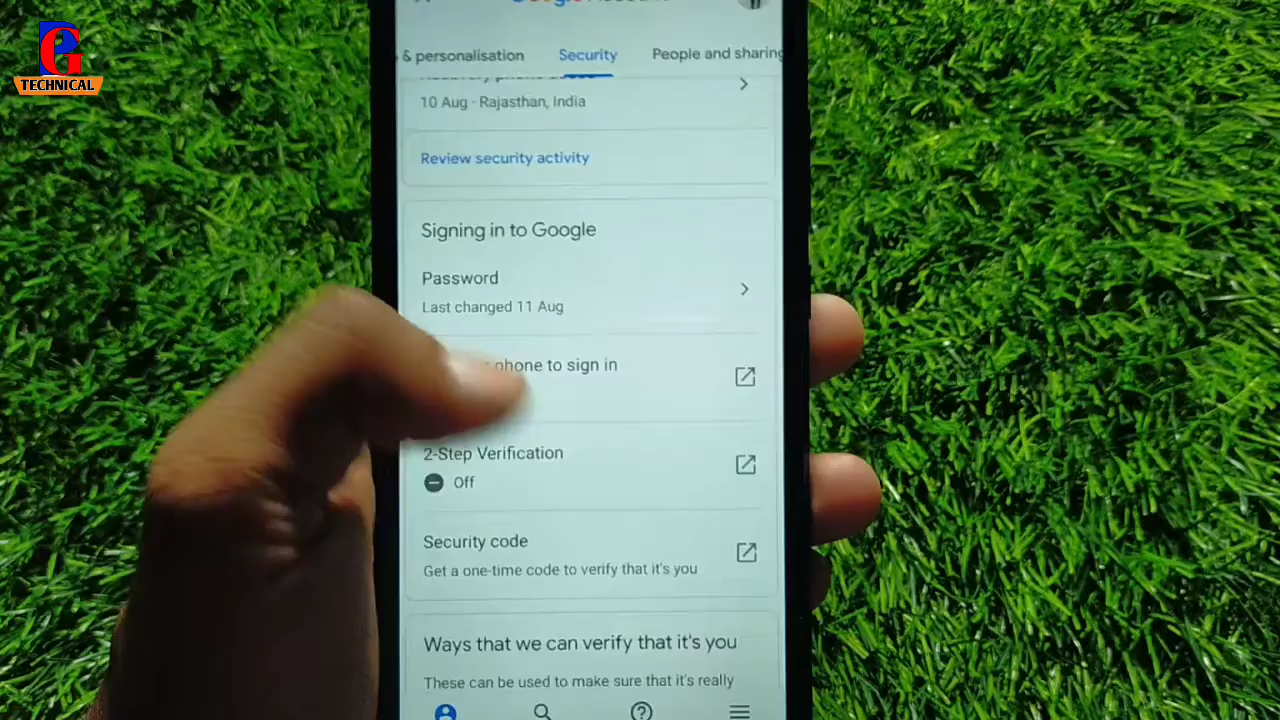 PG
TECHNICAL
& personalisation Security People and sharing
10 Aug · Rajasthan, India
Review security activity
Signing in to Google
Password
Last changed 11 Aug
phone to sign in
2-Step Verification
Off
Security code
Get a one-time code to verify that it's you
Ways that we can verify that it's you
These can be used to make sure that it's really